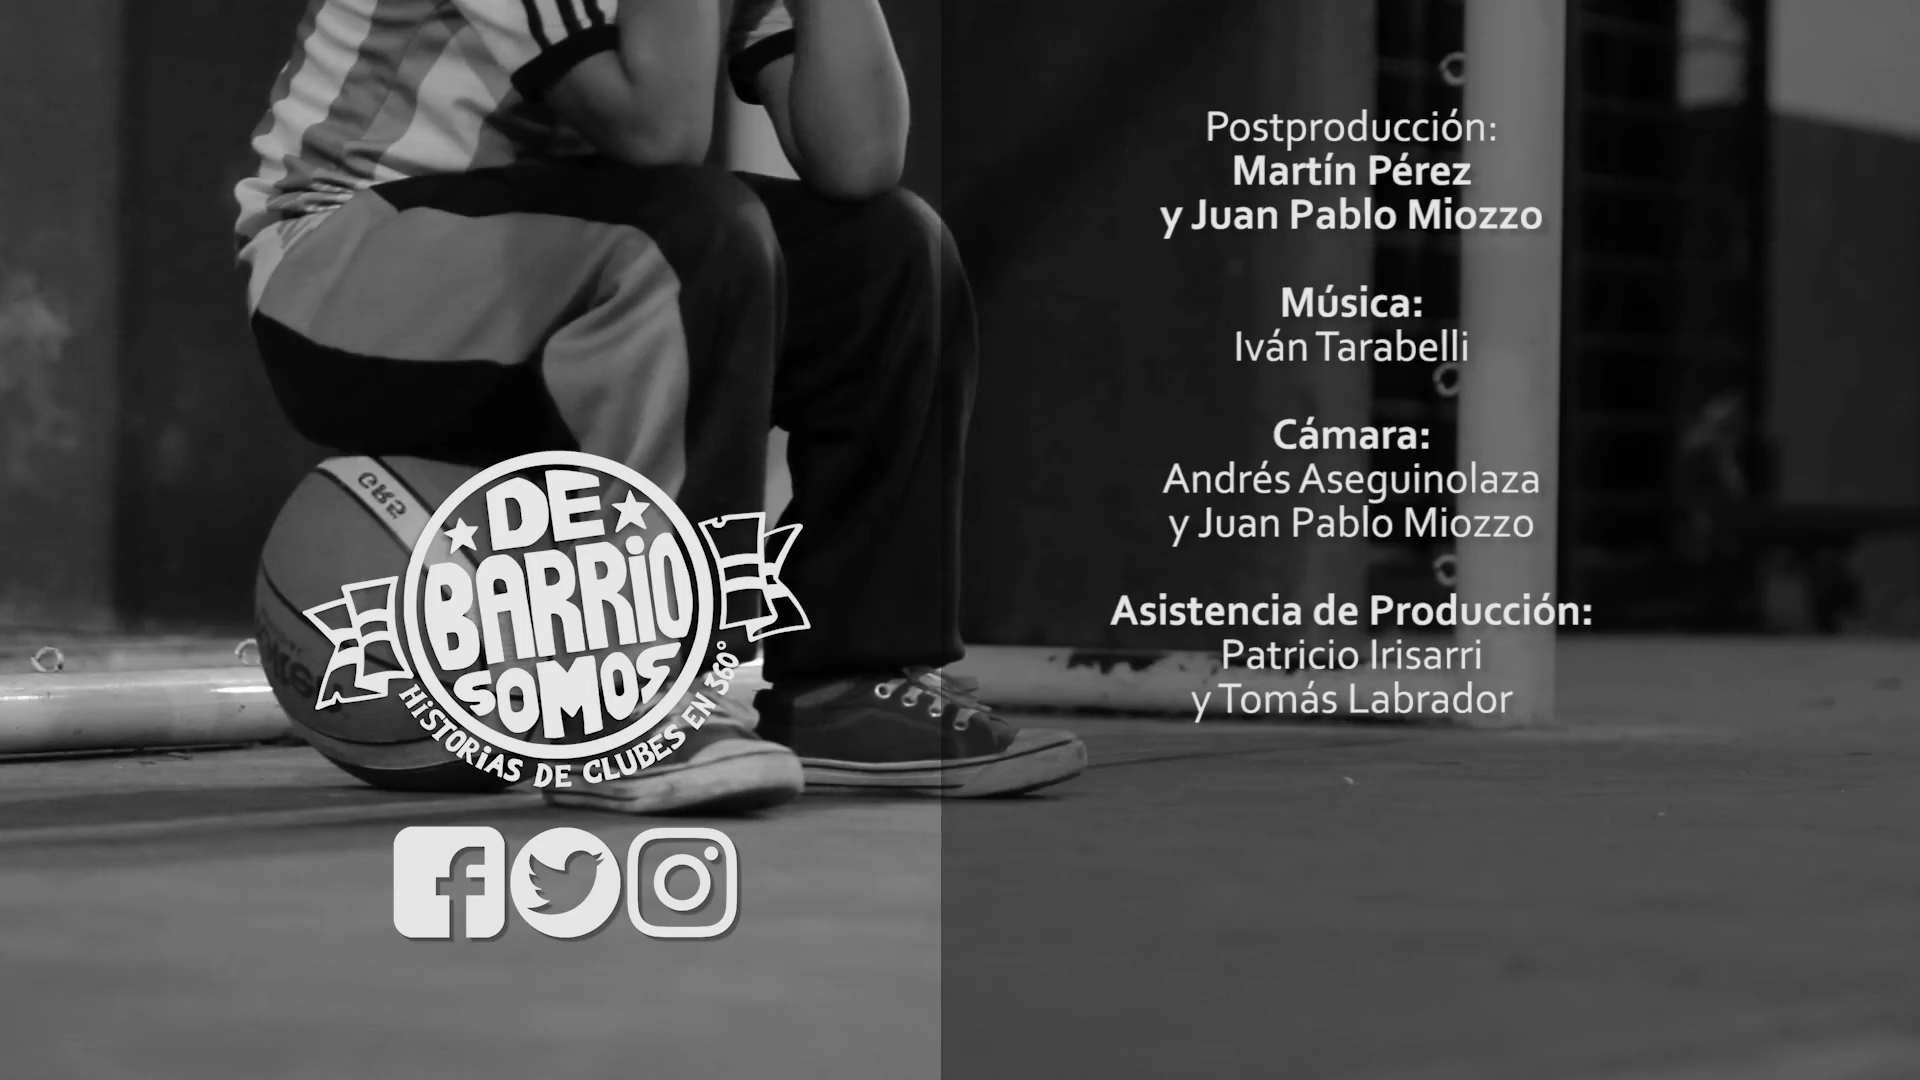 Postproducción:
Martín Pérez
y Juan Pablo Miozzo
Música:
Iván Tarabelli
Cámara:
Andrés Aseguinolaza
y Juan Pablo Miozzo
Asistencia de Producción:
Patricio Irisarri
y Tomás Labrador
GR5
DE
BARRiO
SOMOS
HiSTORiAS DE CLUBES EN 360°